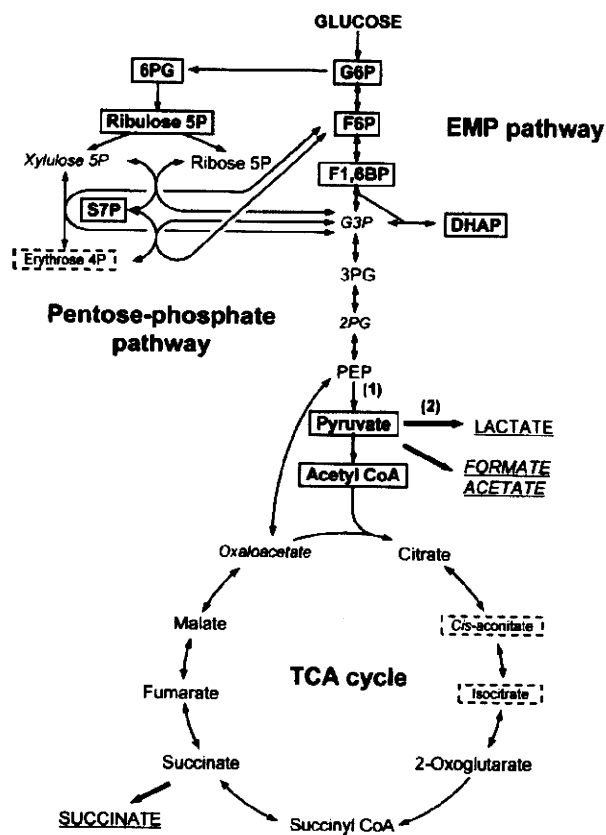 GLUCOSE
6PG
G6P
Ribulose 5P
F6P
EMP pathway
Xylulose 5P
Ribose 5P
F1,6BP
S7P
G3P
DHAP
Erythrose 4P
3PG
Pentose-phosphate
pathway
2PG
PEP
(1)
(2)
Pyruvate
LACTATE
Acetyl CoA
FORMATE
ACETATE
Oxaloacetate
Citrate
Malate
Cis-aconitate
TCA cycle
Fumarate
Isocitrate
Succinate
2-Oxoglutarate
SUCCINATE
Succinyl CoA